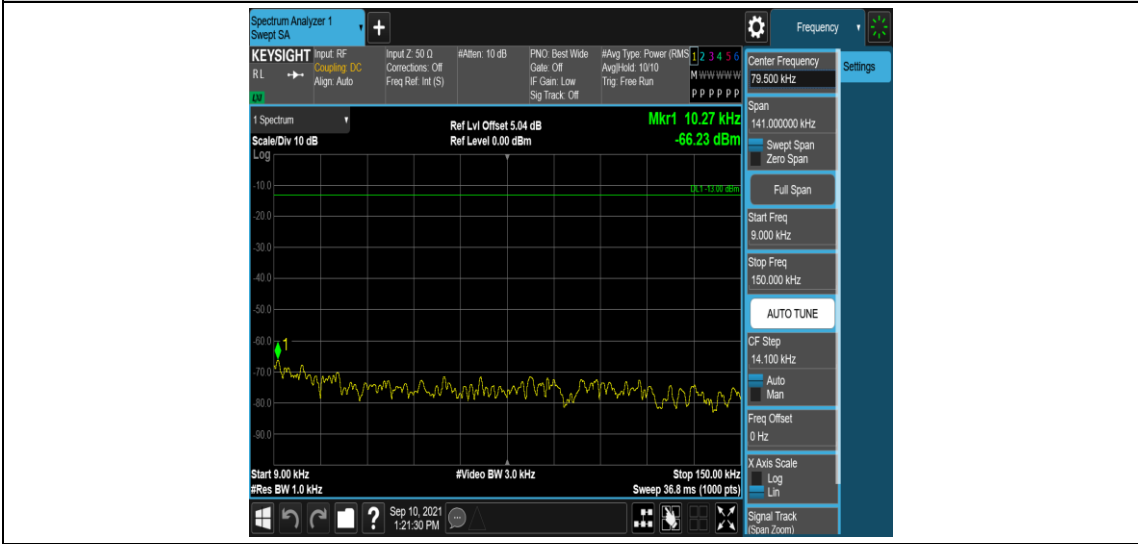 Spectrum Analyzer 1
Swept SA
+
Frequency
KEYSIGHT
RL
LNI
Input: RF
Coupling: DC
Align: Auto
Input Z: 50 Ω
Corrections: Off
Freq Ref: Int (S)
#Atten: 10 dB
PNO: Best Wide
Gate: Off
IF Gain: Low
Sig Track: Off
#Avg Type: Power (RMS
Avg|Hold: 10/10
Trig: Free Run
1 2 3 4 5 6
M W W W W W
P P P P P P
1 Spectrum
Scale/Div 10 dB
Log
Ref Lvl Offset 5.04 dB
Ref Level 0.00 dBm
Mkr1 10.27 kHz
-66.23 dBm
DL1 -13.00 dBm
-10.0
-20.0
-30.0
-40.0
-50.0
-60.0
1
-70.0
-80.0
-90.0
Start 9.00 kHz
#Res BW 1.0 kHz
#Video BW 3.0 kHz
Stop 150.00 kHz
Sweep 36.8 ms (1000 pts)
?
Sep 10, 2021
1:21:30 PM
Center Frequency
79.500 kHz
Span
141.000000 kHz
Swept Span
Zero Span
Full Span
Start Freq
9.000 kHz
Stop Freq
150.000 kHz
AUTO TUNE
CF Step
14.100 kHz
Auto
Man
Freq Offset
0 Hz
X Axis Scale
Log
Lin
Signal Track
(Span Zoom)
Settings